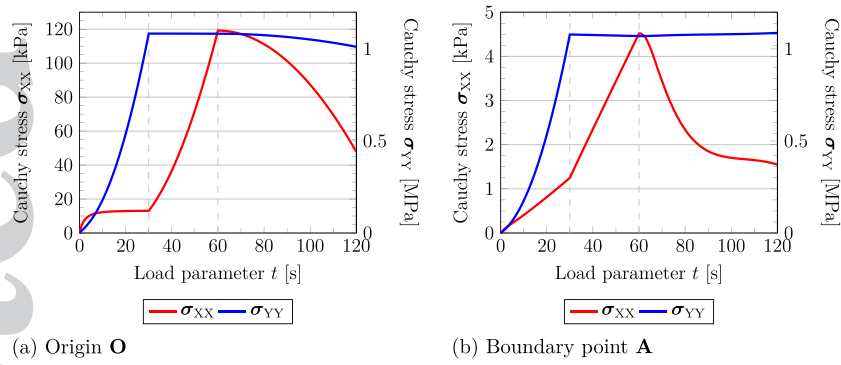 120
100
80
60
40
20
0
Cauchy stress σXX [kPa]
1
0.5
0
Cauchy stress σYY [MPa]
0 20 40 60 80 100 120
Load parameter t [s]
σXX σYY
(a) Origin O
5
4
3
2
1
0
Cauchy stress σXX [kPa]
1
0.5
0
Cauchy stress σYY [MPa]
0 20 40 60 80 100 120
Load parameter t [s]
σXX σYY
(b) Boundary point A